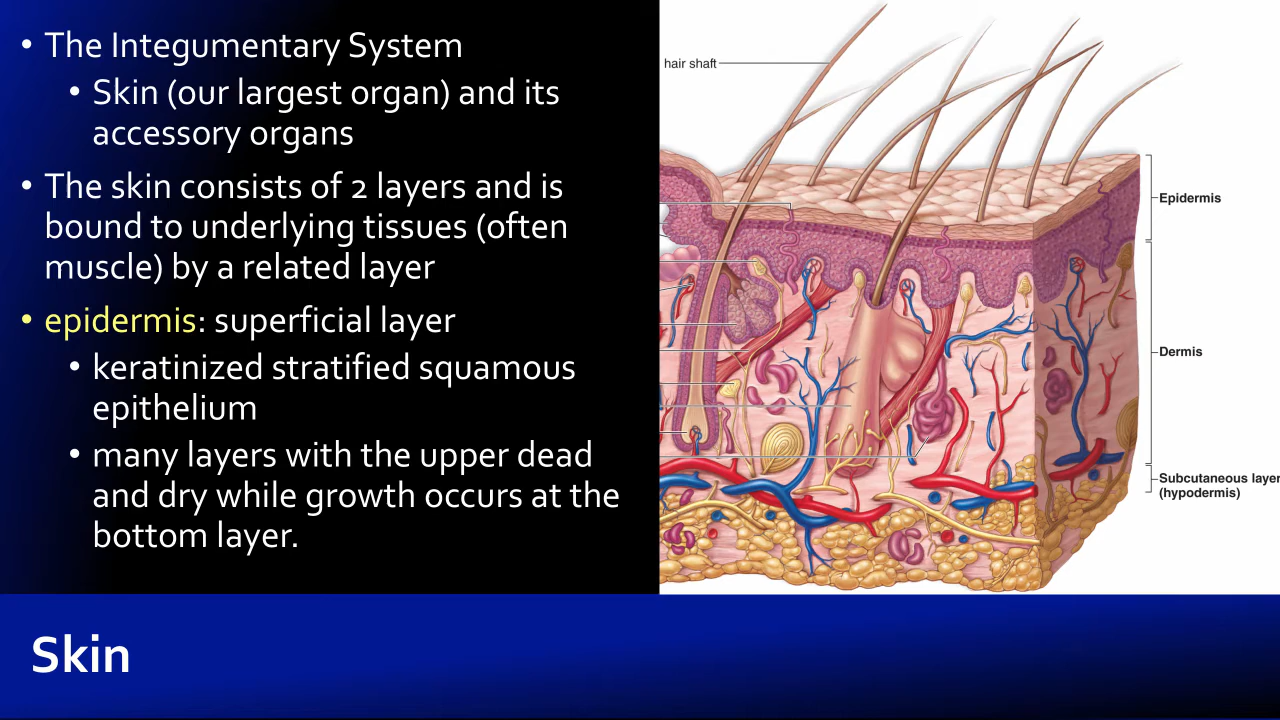 • The Integumentary System
• Skin (our largest organ) and its
accessory organs
• The skin consists of 2 layers and is
bound to underlying tissues (often
muscle) by a related layer
• epidermis: superficial layer
• keratinized stratified squamous
epithelium
• many layers with the upper dead
and dry while growth occurs at the
bottom layer.
hair shaft
Epidermis
Dermis
Subcutaneous layer
(hypodermis)
Skin